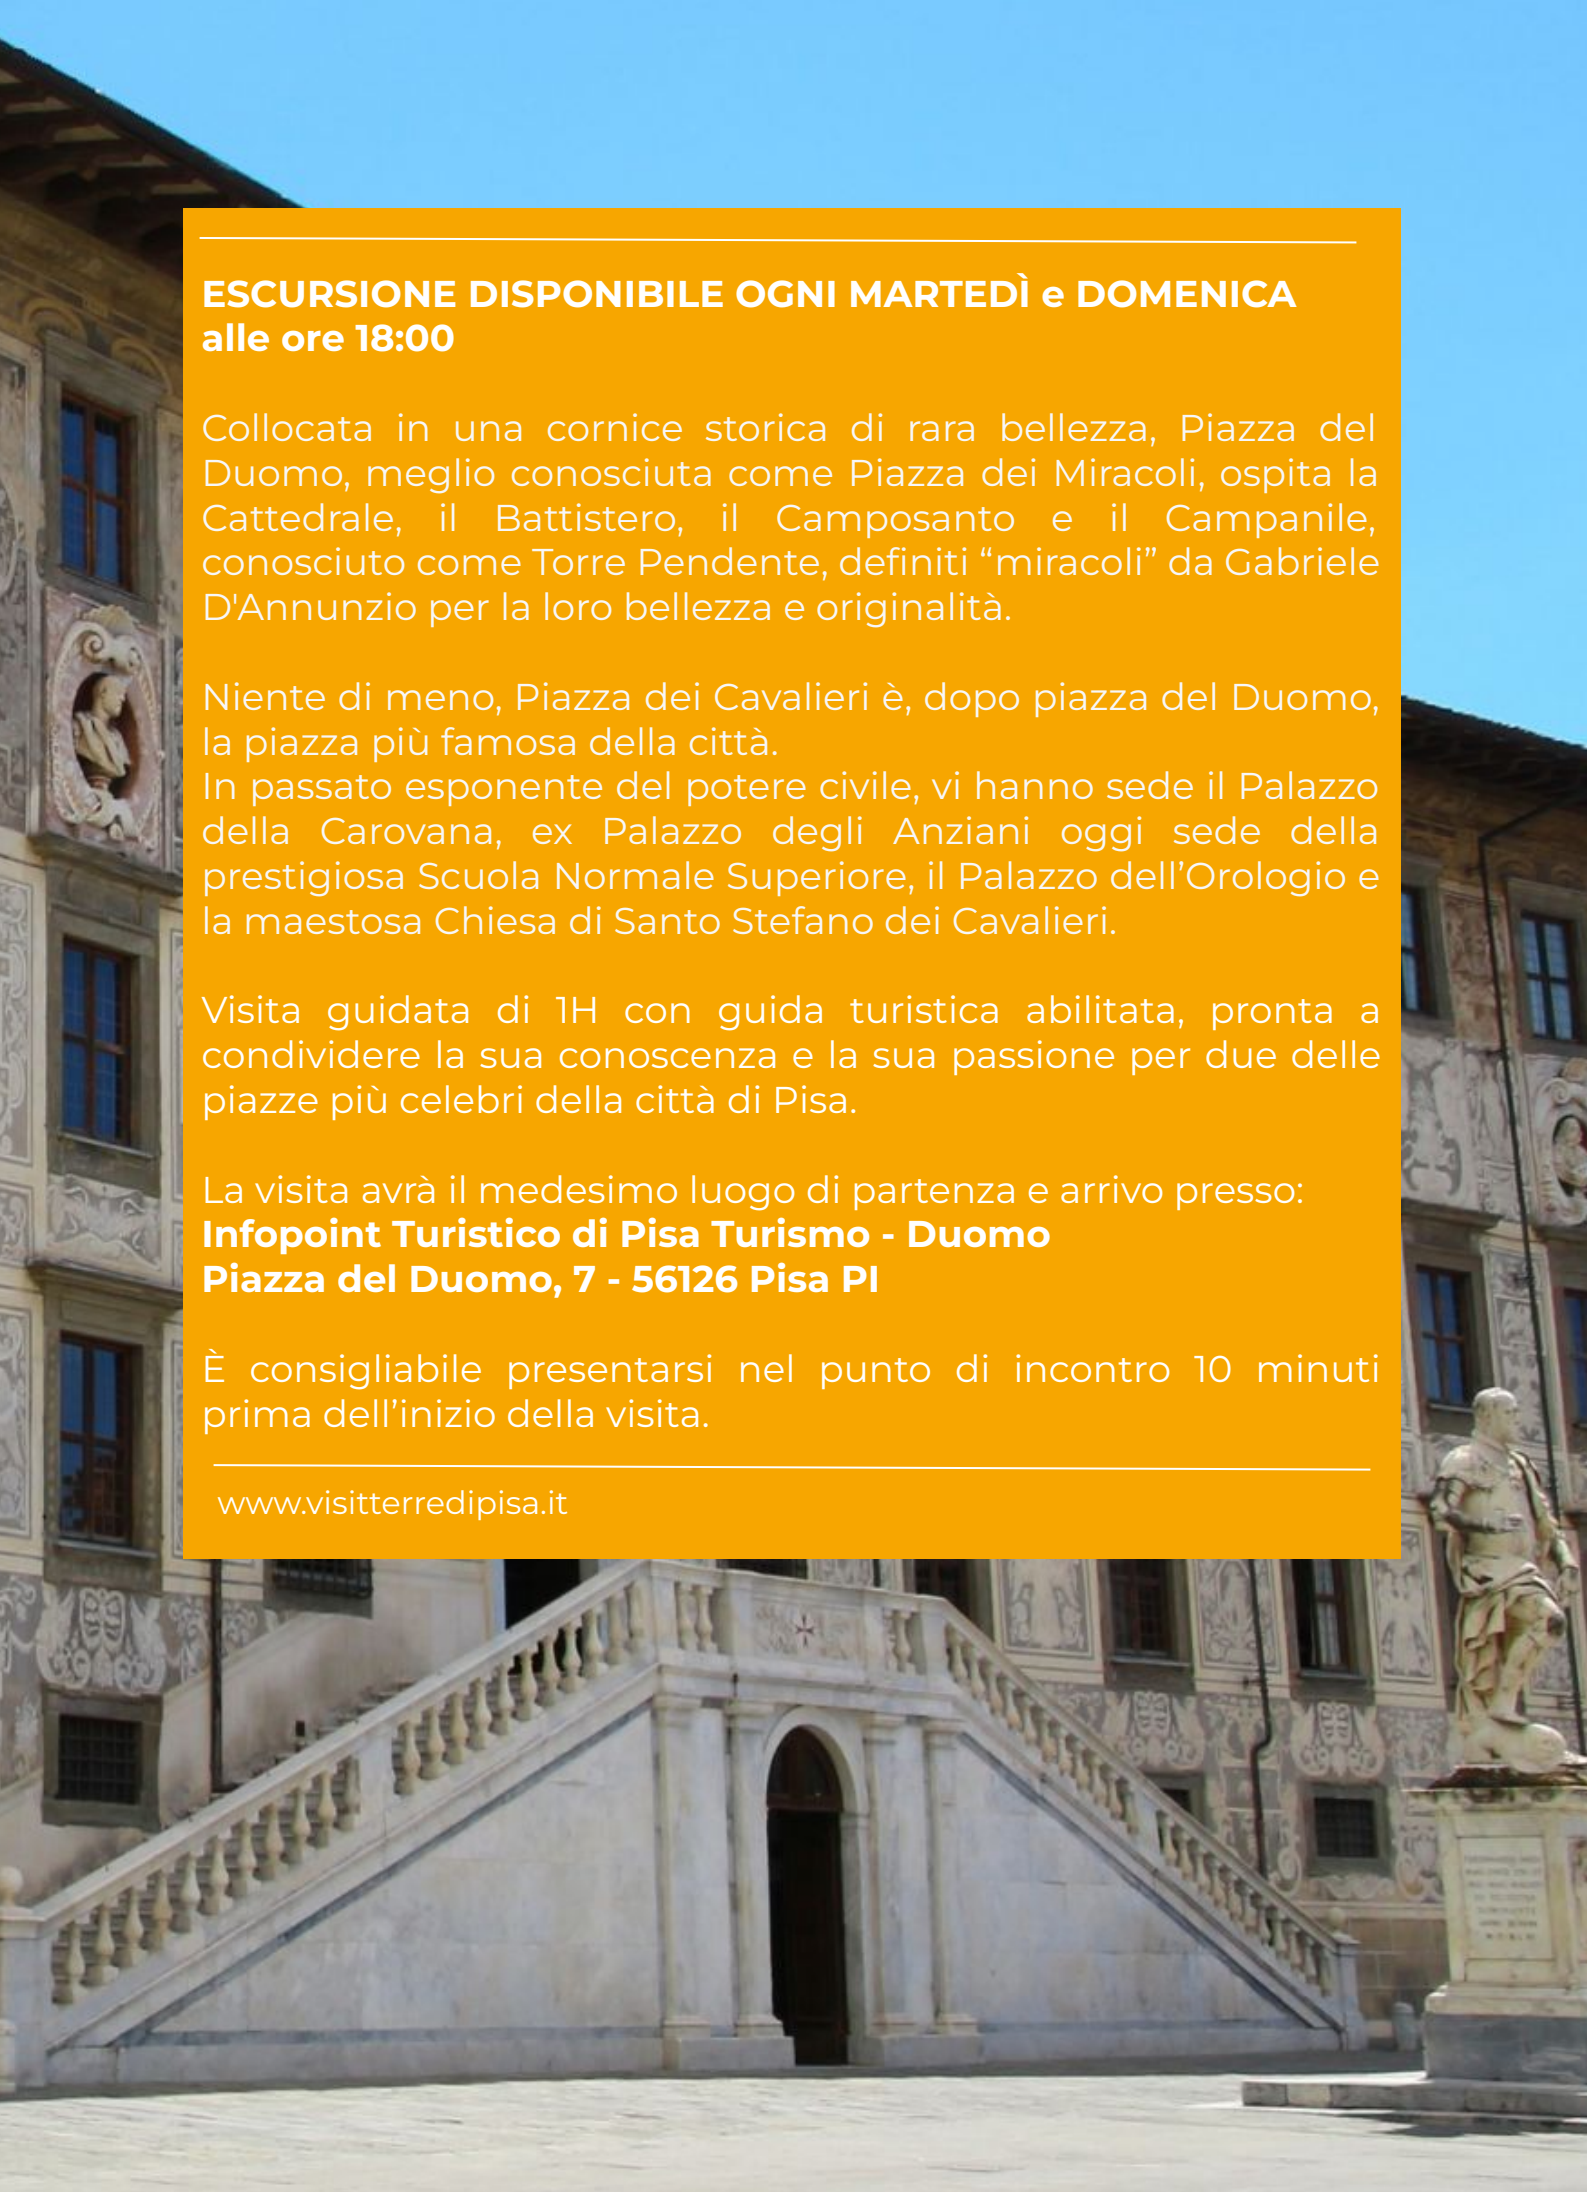 ESCURSIONE DISPONIBILE OGNI MARTEDÌ e DOMENICA
alle ore 18:00
Collocata in una cornice storica di rara bellezza, Piazza del
Duomo, meglio conosciuta come Piazza dei Miracoli, ospita la
Cattedrale, il Battistero, il Camposanto e il Campanile,
conosciuto come Torre Pendente, definiti “miracoli” da Gabriele
D'Annunzio per la loro bellezza e originalità.
Niente di meno, Piazza dei Cavalieri è, dopo piazza del Duomo,
la piazza più famosa della città.
In passato esponente del potere civile, vi hanno sede il Palazzo
della Carovana, ex Palazzo degli Anziani oggi sede della
prestigiosa Scuola Normale Superiore, il Palazzo dell’Orologio e
la maestosa Chiesa di Santo Stefano dei Cavalieri.
Visita guidata di 1H con guida turistica abilitata, pronta a
condividere la sua conoscenza e la sua passione per due delle
piazze più celebri della città di Pisa.
La visita avrà il medesimo luogo di partenza e arrivo presso:
Infopoint Turistico di Pisa Turismo - Duomo
Piazza del Duomo, 7 - 56126 Pisa PI
È consigliabile presentarsi nel punto di incontro 10 minuti
prima dell’inizio della visita.
www.visitterredipisa.it